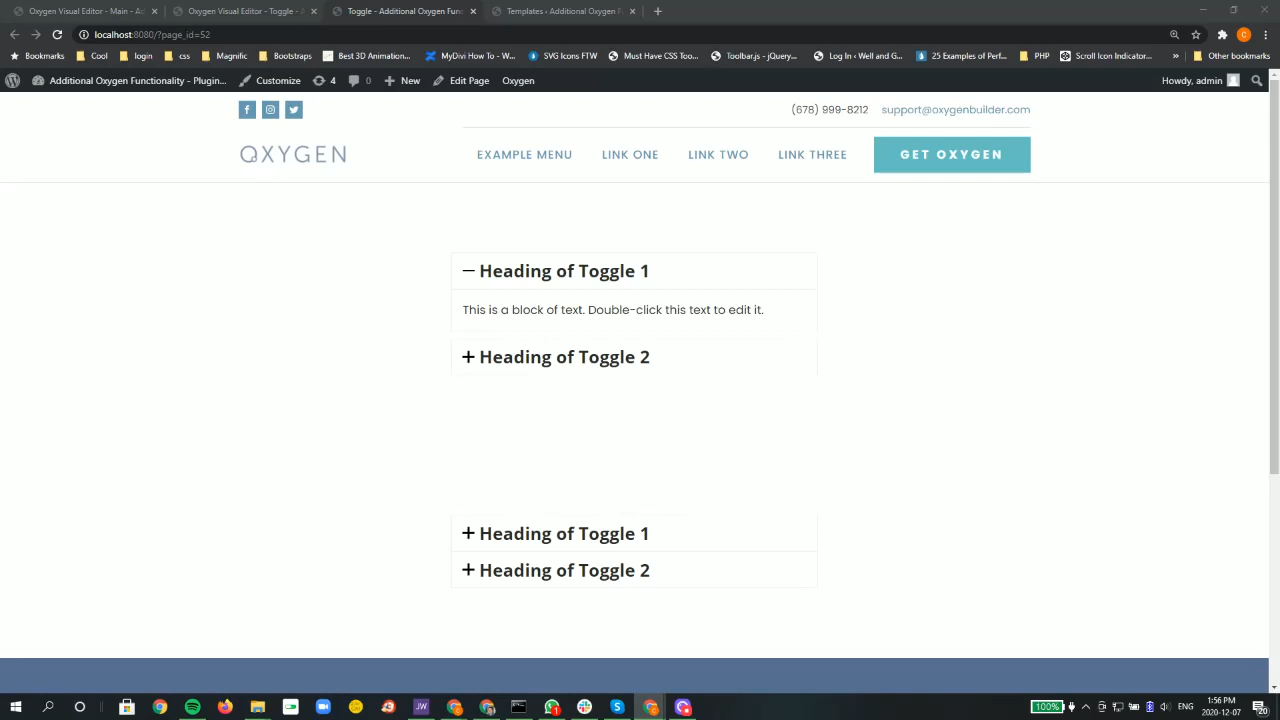 Oxygen Visual Editor - Main - Ad
Oxygen Visual Editor - Toggle - A
Toggle - Additional Oxygen Func
Templates - Additional Oxygen F
localhost:8080/?page_id=52
Bookmarks
Cool
login
css
Magnific
Bootstaps
Best 3D Animation...
MyDivi How To - W...
SVG Icons FTW
Must Have CSS Too...
Toolbar.js - jQuery...
Log In ‹ Well and G...
25 Examples of Perf...
PHP
Scroll Icon Indicator...
»
Other bookmarks
Additional Oxygen Functionality - Plugin...
Customize
4
0
New
Edit Page
Oxygen
Howdy, admin
(678) 999-8212
support@oxygenbuilder.com
OXYGEN
EXAMPLE MENU
LINK ONE
LINK TWO
LINK THREE
GET OXYGEN
Heading of Toggle 1
This is a block of text. Double-click this text to edit it.
Heading of Toggle 2
Heading of Toggle 1
Heading of Toggle 2
JW
1
100%
ENG
1:56 PM
2020-12-07
20